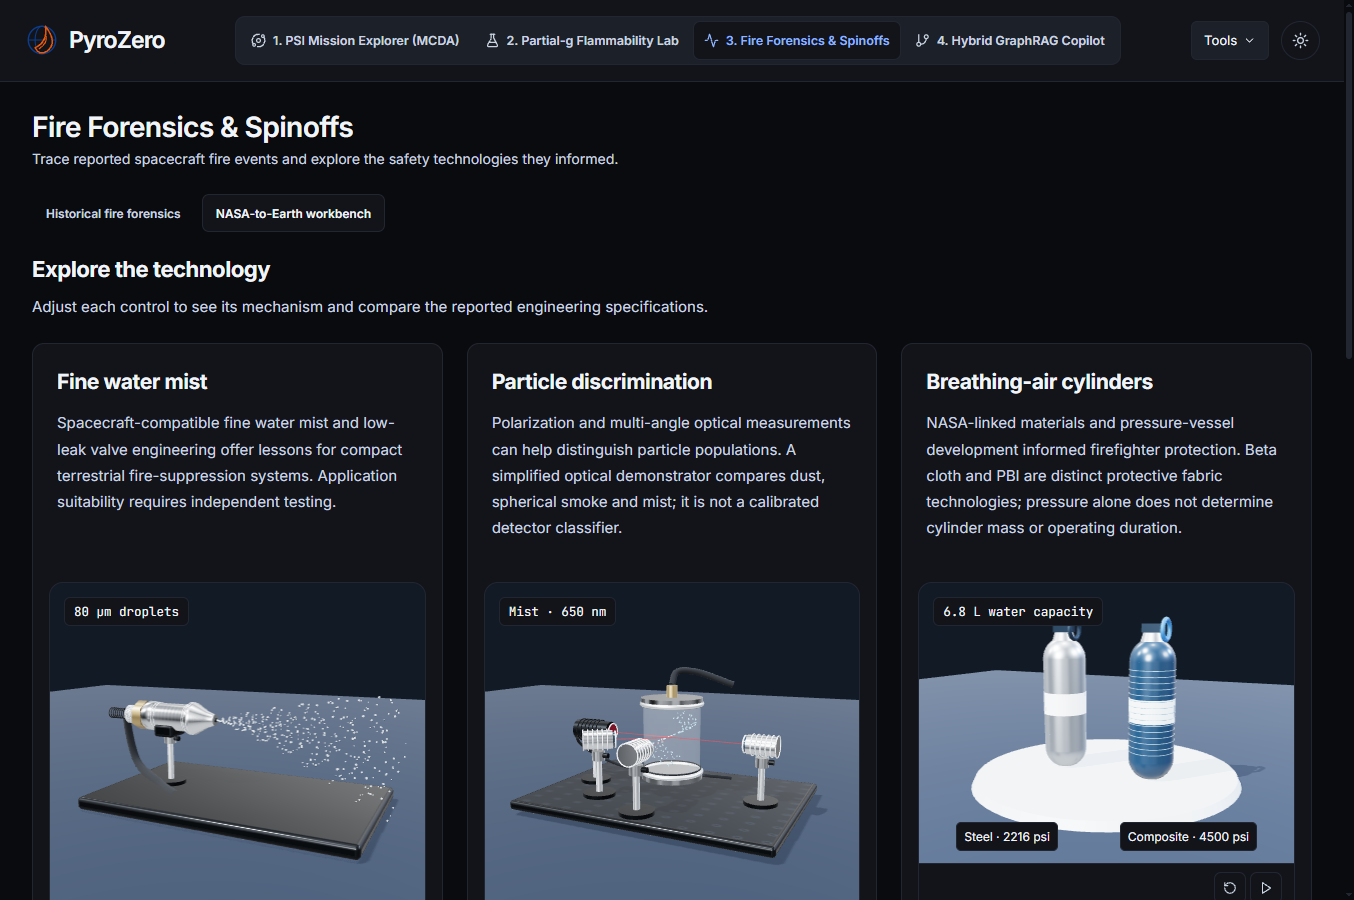 PyroZero
1. PSI Mission Explorer (MCDA)
2. Partial-g Flammability Lab
3. Fire Forensics & Spinoffs
4. Hybrid GraphRAG Copilot
Tools
Fire Forensics & Spinoffs
Trace reported spacecraft fire events and explore the safety technologies they informed.
Historical fire forensics
NASA-to-Earth workbench
Explore the technology
Adjust each control to see its mechanism and compare the reported engineering specifications.
Fine water mist
Spacecraft-compatible fine water mist and low-
leak valve engineering offer lessons for compact
terrestrial fire-suppression systems. Application
suitability requires independent testing.
80 µm droplets
Particle discrimination
Polarization and multi-angle optical measurements
can help distinguish particle populations. A
simplified optical demonstrator compares dust,
spherical smoke and mist; it is not a calibrated
detector classifier.
Mist · 650 nm
Breathing-air cylinders
NASA-linked materials and pressure-vessel
development informed firefighter protection. Beta
cloth and PBI are distinct protective fabric
technologies; pressure alone does not determine
cylinder mass or operating duration.
6.8 L water capacity
Steel · 2216 psi
Composite · 4500 psi